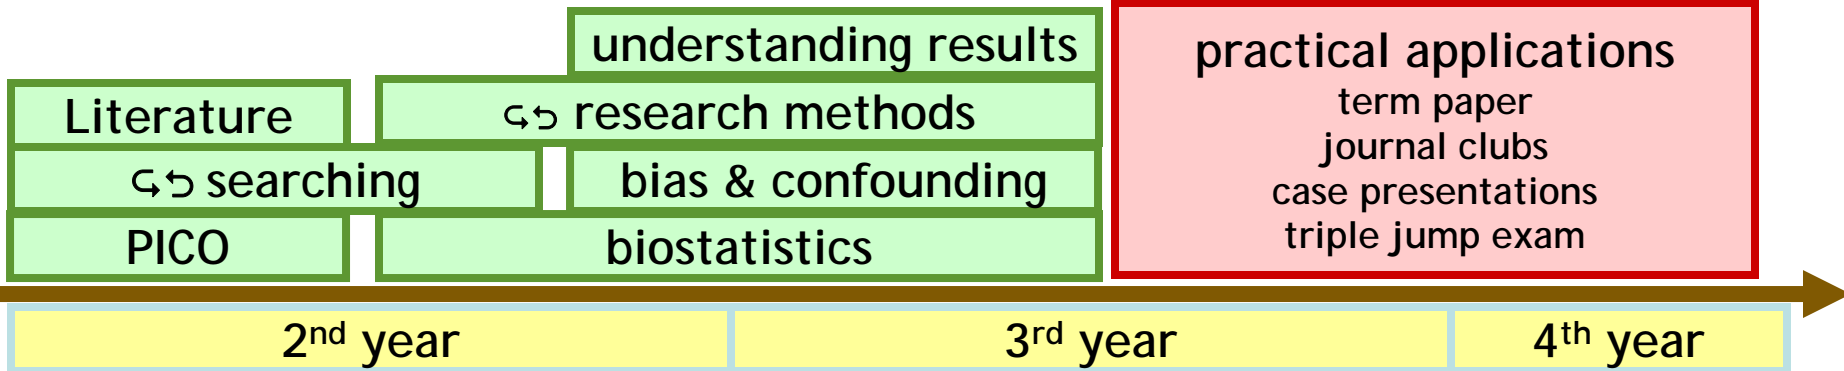 understanding results
Literature
⮎⮌ research methods
⮎⮌ searching
bias & confounding
PICO
biostatistics
practical applications
term paper
journal clubs
case presentations
triple jump exam
2nd year
3rd year
4th year